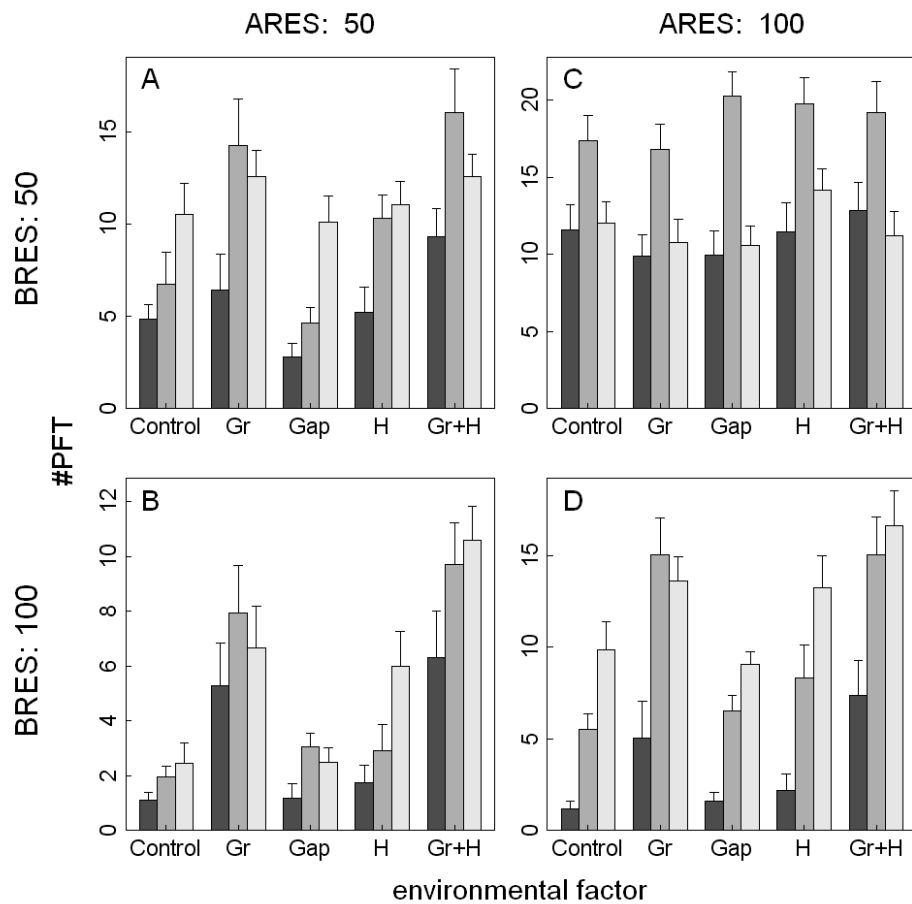 ARES: 50
ARES: 100
BRES: 50
BRES: 100
#PFT
A
0 5 10 15
Control Gr Gap H Gr+H
C
0 5 10 15 20
Control Gr Gap H Gr+H
B
0 2 4 6 8 10 12
Control Gr Gap H Gr+H
D
0 5 10 15
Control Gr Gap H Gr+H
environmental factor